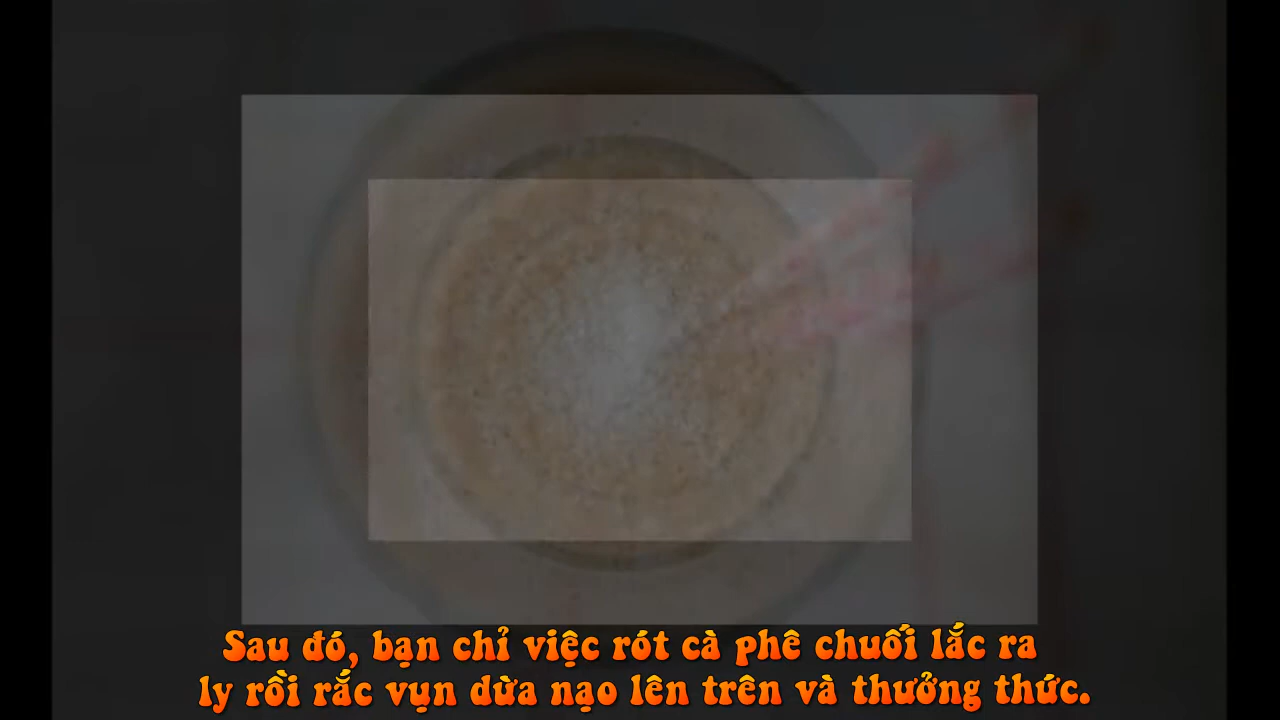 Sau đó, bạn chỉ việc rót cà phê chuối lắc ra
ly rồi rắc vụn dừa nạo lên trên và thưởng thức.